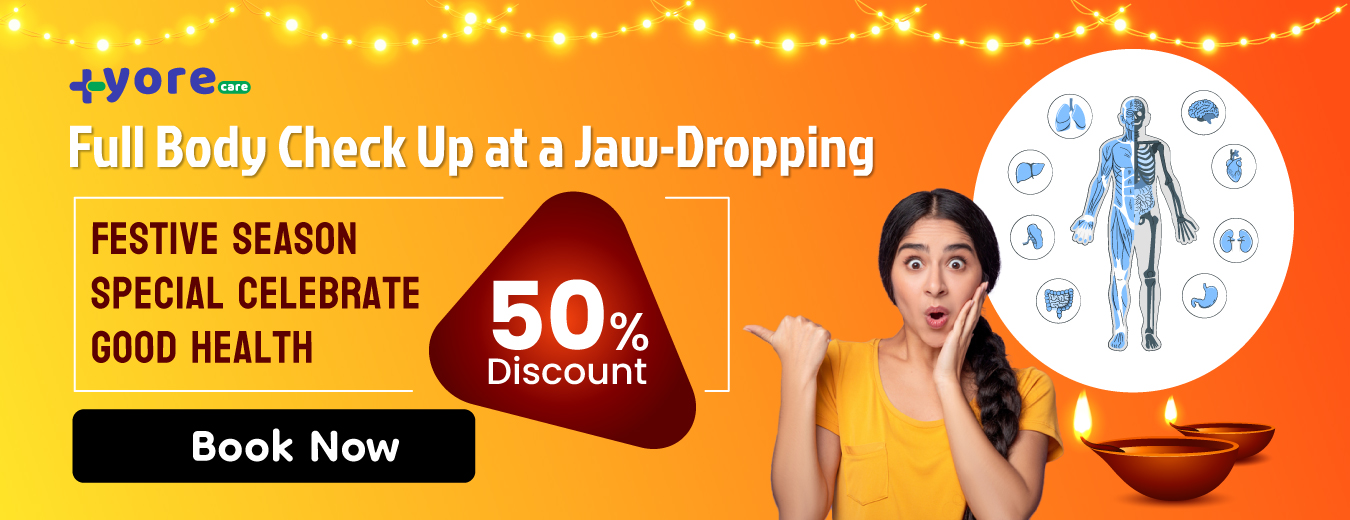 yore care
Full Body Check Up at a Jaw-Dropping
FESTIVE SEASON
SPECIAL CELEBRATE
GOOD HEALTH
50%
Discount
Book Now